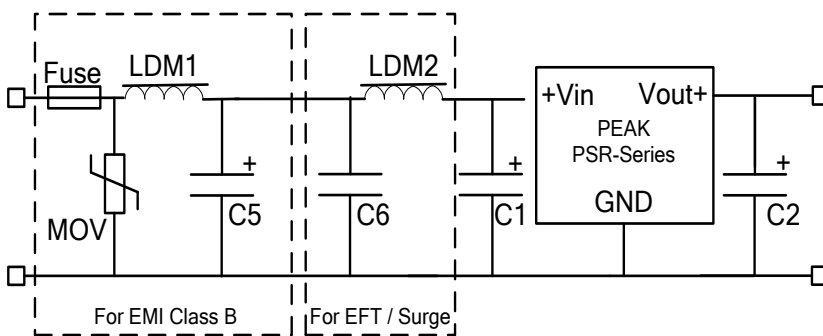 Fuse
LDM1
LDM2
+Vin
Vout+
PEAK
PSR-Series
GND
MOV
+
C5
C6
+
C1
+
C2
For EMI Class B
For EFT / Surge